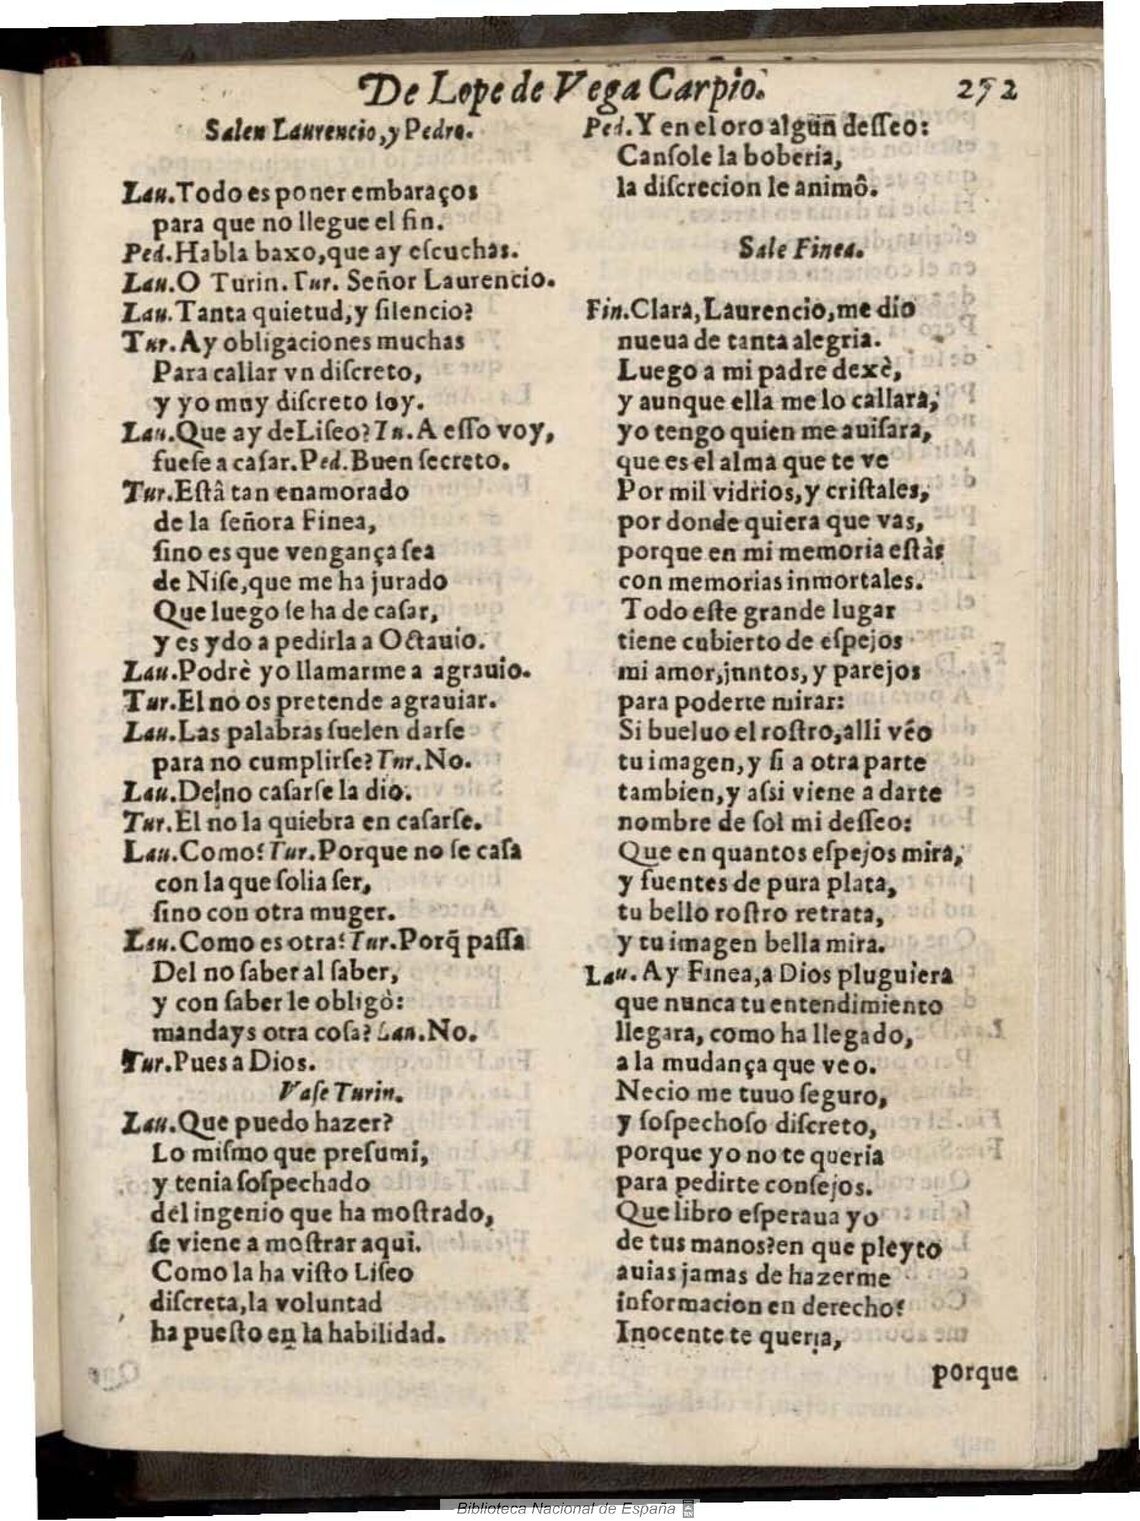 De Lope de Vega Carpio. 272
Salen Laurencio, y Pedro.
Lau. Todo es poner embaraços
para que no llegue el fin.
Ped. Habla baxo, que ay escuchas.
Lau. O Turin. Tur. Señor Laurencio.
Lau. Tanta quietud, y silencio?
Tur. Ay obligaciones muchas
Para callar vn discreto,
y yo muy discreto soy.
Lau. Que ay de Liseo? In. A esso voy,
fuese a casar. Ped. Buen secreto.
Tur. Està tan enamorado
de la señora Finea,
sino es que vengança sea
de Nise, que me ha jurado
Que luego se ha de casar,
y es ydo a pedirla a Octauio.
Lau. Podrè yo llamarme a agrauio.
Tur. El no os pretende agrauiar.
Lau. Las palabras suelen darse
para no cumplirse? Tur. No.
Lau. De no casarse la dio.
Tur. El no la quiebra en casarse.
Lau. Como? Tur. Porque no se casa
con la que solia ser,
sino con otra muger.
Lau. Como es otra? Tur. Porq̃ passa
Del no saber al saber,
y con saber le obligò:
mandays otra cosa? Lau. No.
Tur. Pues a Dios.
Vase Turin.
Lau. Que puedo hazer?
Lo mismo que presumi,
y tenia sospechado
del ingenio que ha mostrado,
se viene a mostrar aqui.
Como la ha visto Liseo
discreta, la voluntad
ha puesto en la habilidad.
Ped. Y en el oro algun desseo:
Cansole la boberia,
la discrecion le animô.
Sale Finea.
Fin. Clara, Laurencio, me dio
nueua de tanta alegria.
Luego a mi padre dexè,
y aunque ella me lo callara,
yo tengo quien me auisara,
que es el alma que te ve
Por mil vidrios, y cristales,
por donde quiera que vas,
porque en mi memoria estàs
con memorias inmortales.
Todo este grande lugar
tiene cubierto de espejos
mi amor, juntos, y parejos
para poderte mirar:
Si bueluo el rostro, alli veo
tu imagen, y si a otra parte
tambien, y assi viene a darte
nombre de sol mi desseo:
Que en quantos espejos mira,
y fuentes de pura plata,
tu bello rostro retrata,
y tu imagen bella mira.
Lau. Ay Finea, a Dios pluguiera
que nunca tu entendimiento
llegara, como ha llegado,
a la mudança que veo.
Necio me tuuo seguro,
y sospechoso discreto,
porque yo no te queria
para pedirte consejos.
Que libro esperaua yo
de tus manos? en que pleyto
auias jamas de hazerme
informacion en derecho?
Inocente te queria,
porque
Biblioteca Nacional de España